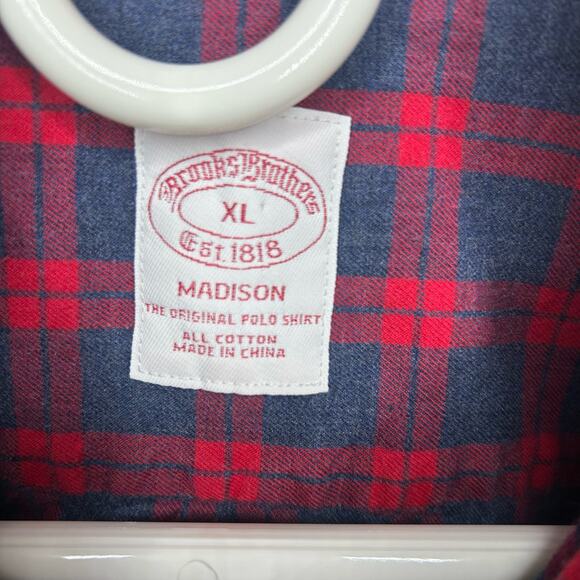 Brooks Brothers
XL
Est. 1818
MADISON
THE ORIGINAL POLO SHIRT
ALL COTTON
MADE IN CHINA